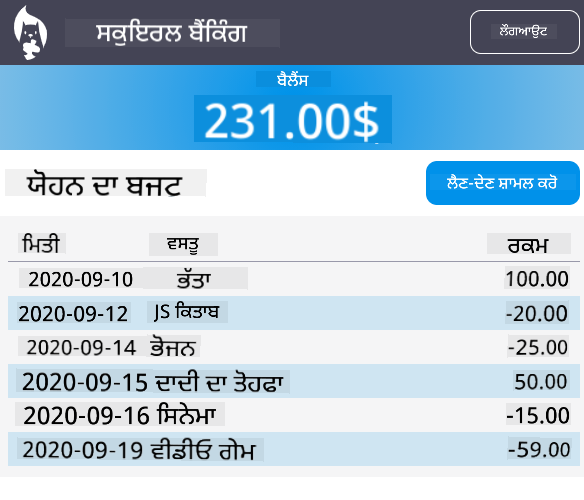 ਸਕੁਇਰਲ ਬੈਂਕਿੰਗ
ਲੌਗਆਉਟ
ਬੈਲੈਂਸ
231.00$
ਯੋਹਨ ਦਾ ਬਜਟ
ਲੈਣ-ਦੇਣ ਸ਼ਾਮਲ ਕਰੋ
ਮਿਤੀ ਵਸਤੂ ਰਕਮ
2020-09-10 ਭੱਤਾ 100.00
2020-09-12 JS ਕਿਤਾਬ -20.00
2020-09-14 ਭੋਜਨ -25.00
2020-09-15 ਦਾਦੀ ਦਾ ਤੋਹਫਾ 50.00
2020-09-16 ਸਿਨੇਮਾ -15.00
2020-09-19 ਵੀਡੀਓ ਗੇਮ -59.00